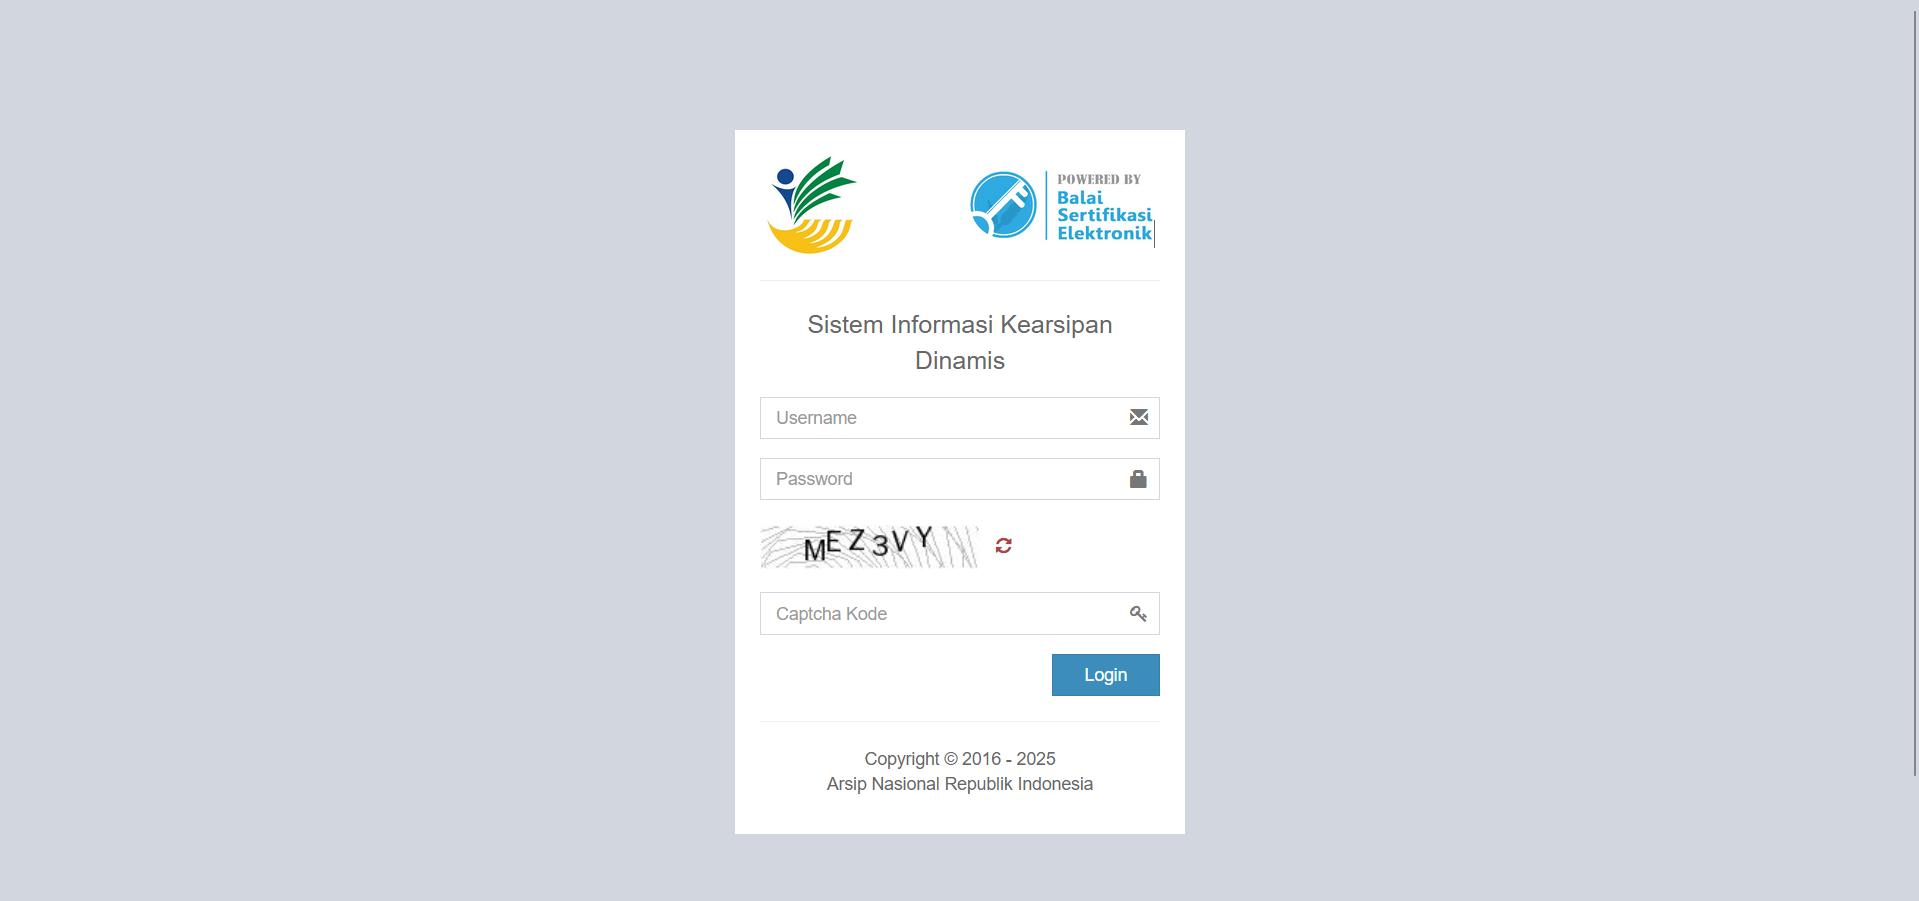 POWERED BY
Balai
Sertifikasi
Elektronik
Sistem Informasi Kearsipan
Dinamis
Username
Password
MEZ3VY
Captcha Kode
Login
Copyright © 2016 - 2025
Arsip Nasional Republik Indonesia